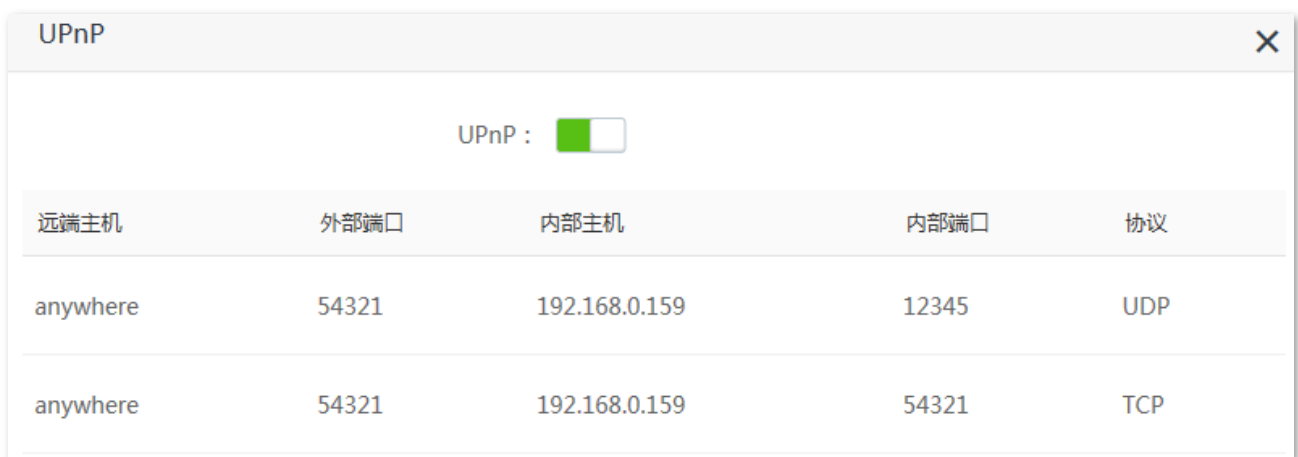 UPnP
UPnP：
远端主机 外部端口 内部主机 内部端口 协议
anywhere 54321 192.168.0.159 12345 UDP
anywhere 54321 192.168.0.159 54321 TCP